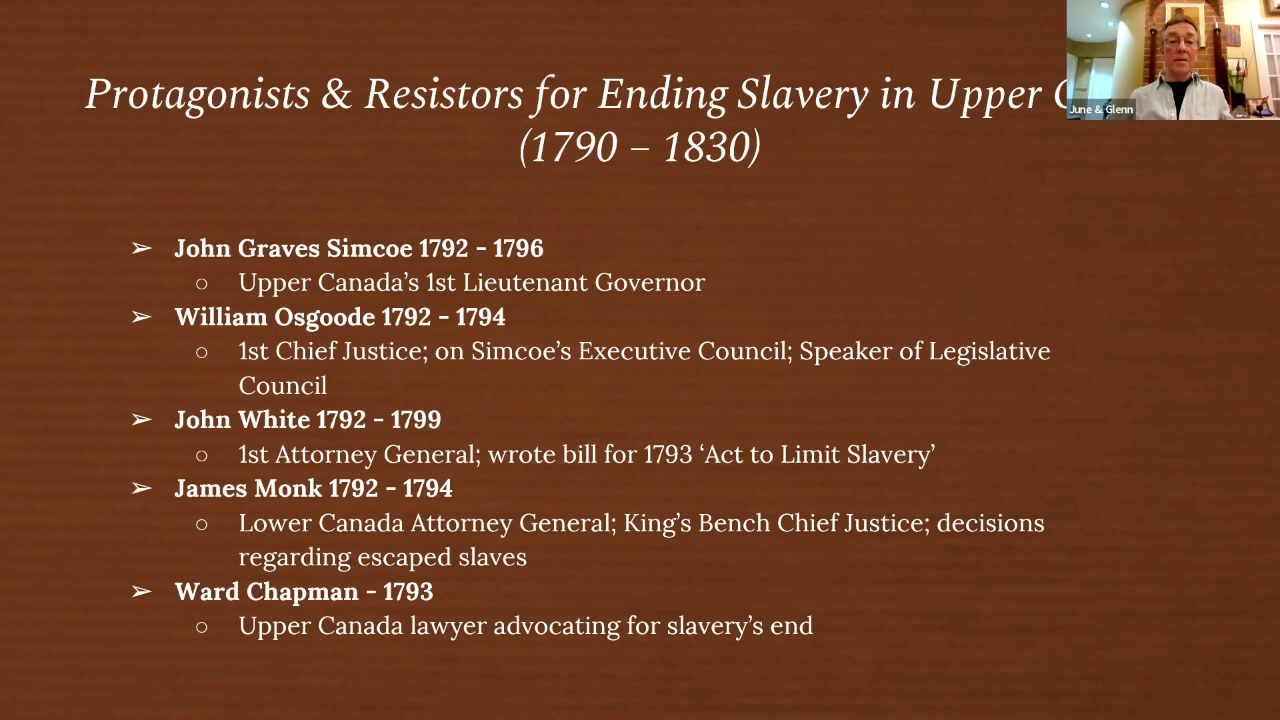 Protagonists & Resistors for Ending Slavery in Upper
June & Glenn
(1790 – 1830)
➢ John Graves Simcoe 1792 - 1796
○ Upper Canada’s 1st Lieutenant Governor
➢ William Osgoode 1792 - 1794
○ 1st Chief Justice; on Simcoe’s Executive Council; Speaker of Legislative
Council
➢ John White 1792 - 1799
○ 1st Attorney General; wrote bill for 1793 ‘Act to Limit Slavery’
➢ James Monk 1792 - 1794
○ Lower Canada Attorney General; King’s Bench Chief Justice; decisions
regarding escaped slaves
➢ Ward Chapman - 1793
○ Upper Canada lawyer advocating for slavery’s end